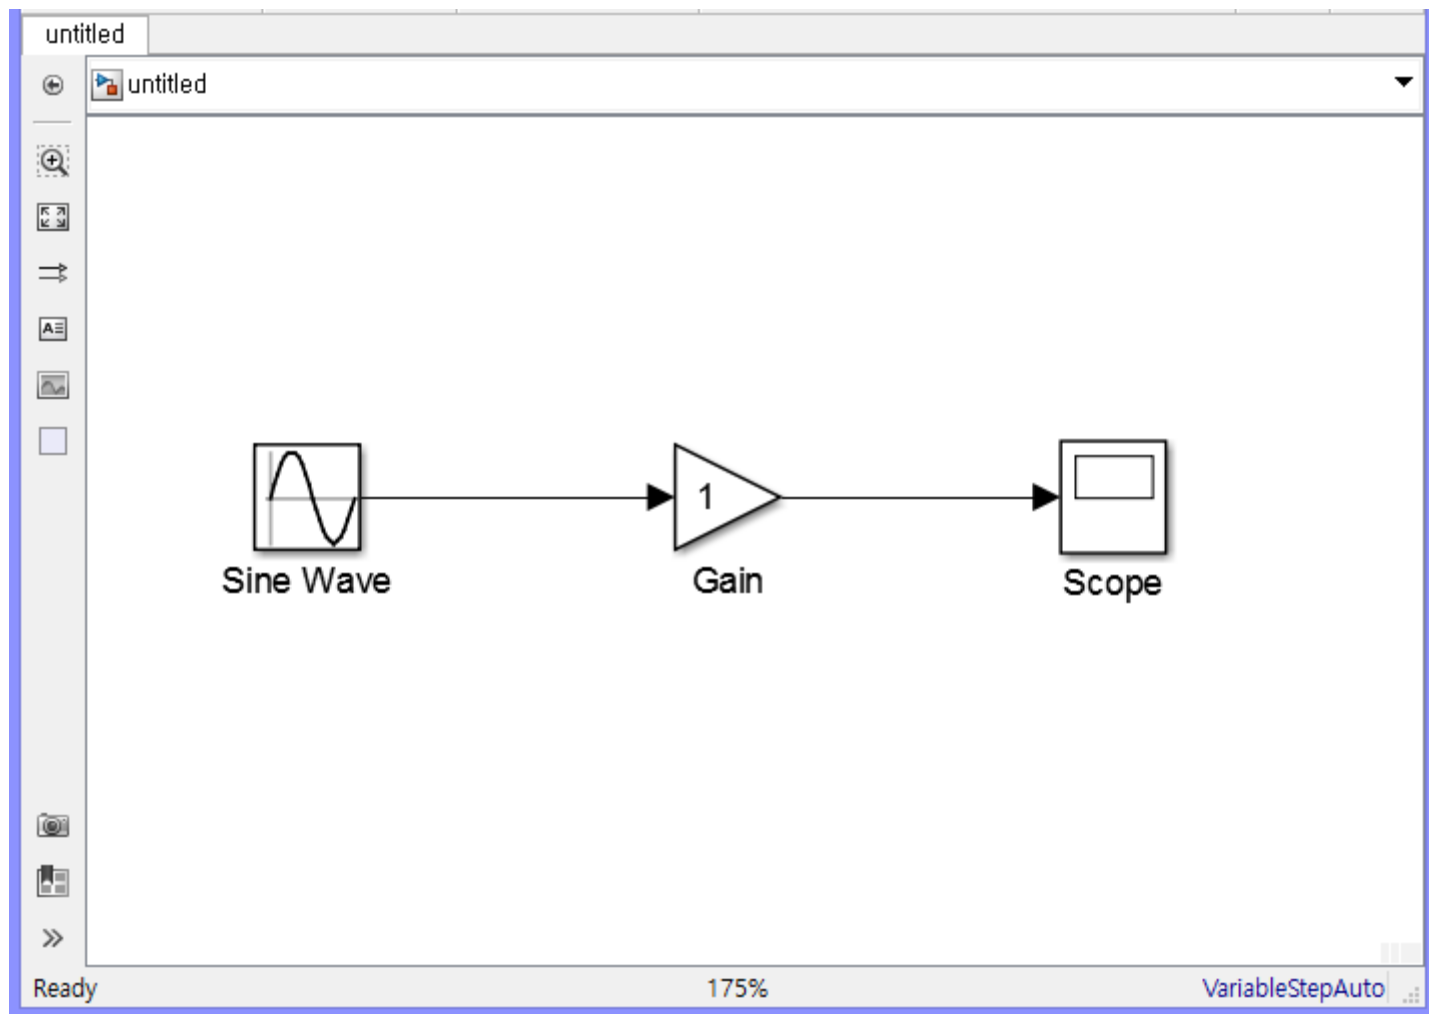 untitled
untitled
1
Sine Wave
Gain
Scope
Ready
175%
VariableStepAuto